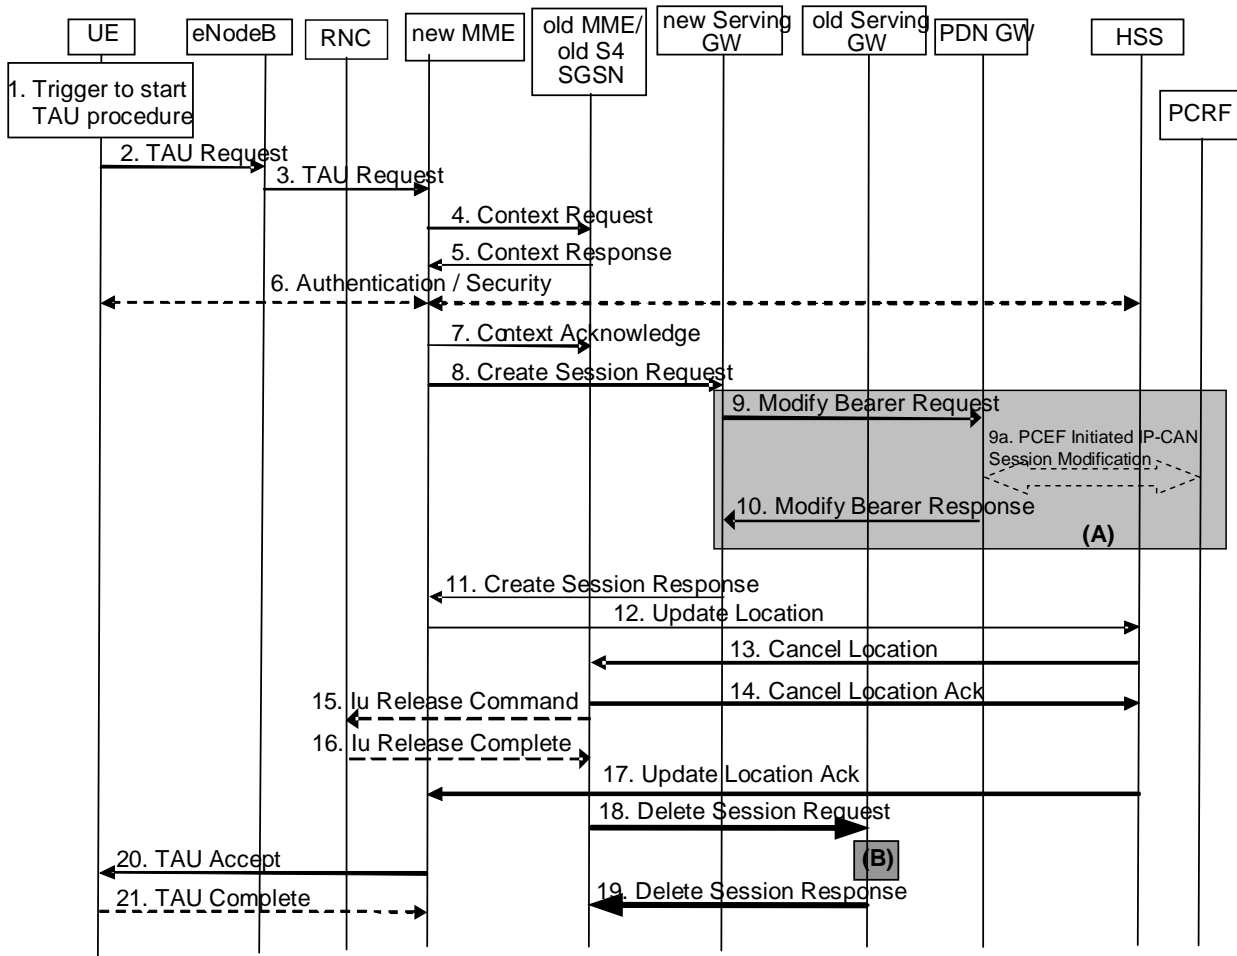 UE
eNodeB
RNC
new MME
old MME/
old S4
SGSN
new Serving
GW
old Serving
GW
PDN GW
HSS
PCRF
1. Trigger to start
TAU procedure
2. TAU Request
3. TAU Request
4. Context Request
5. Context Response
6. Authentication / Security
7. Context Acknowledge
8. Create Session Request
9. Modify Bearer Request
9a. PCEF Initiated IP-CAN
Session Modification
10. Modify Bearer Response
(A)
11. Create Session Response
12. Update Location
13. Cancel Location
14. Cancel Location Ack
15. Iu Release Command
16. Iu Release Complete
17. Update Location Ack
18. Delete Session Request
(B)
20. TAU Accept
19. Delete Session Response
21. TAU Complete